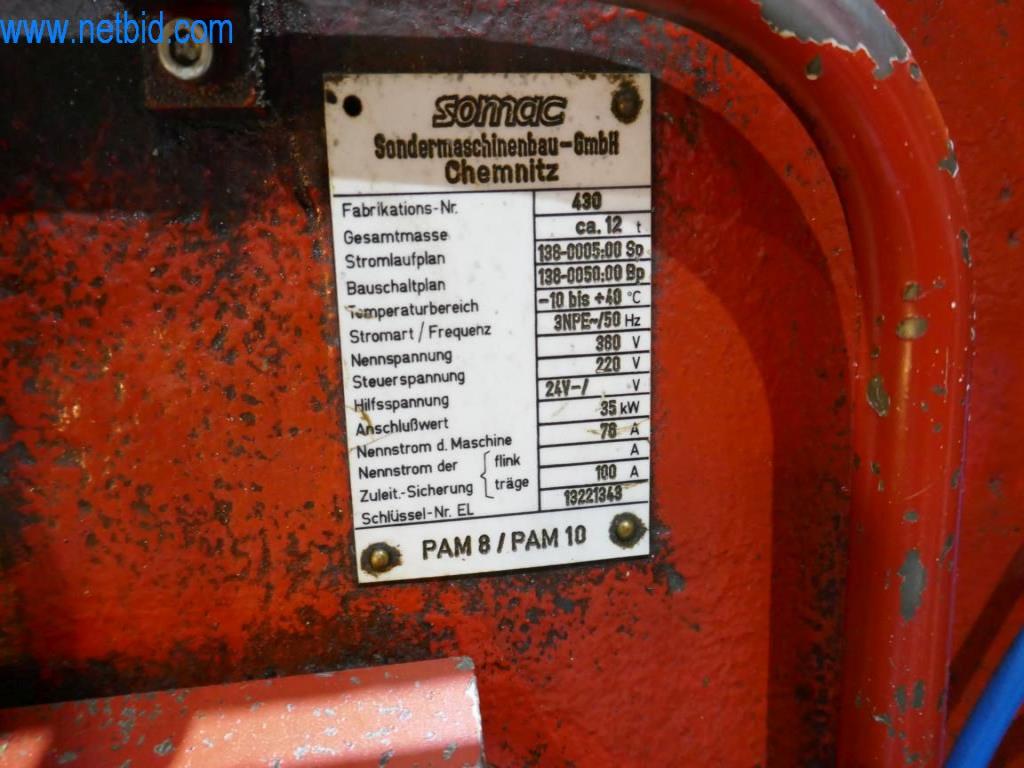 www.netbid.com
somac
Sondermaschinenbau-GmbH
Chemnitz
Fabrikations-Nr. 430
Gesamtmasse ca. 12 t
Stromlaufplan 138-0005:00 Sp
Bauschaltplan 138-0050:00 Bp
Temperaturbereich -10 bis +40 °C
Stromart / Frequenz 3NPE~/50 Hz
Nennspannung 380 V
Steuerspannung 220 V
Hilfsspannung 24V-/ V
Anschlußwert 35 kW
Nennstrom d. Maschine 76 A
Nennstrom der flink A
Zuleit.-Sicherung träge 100 A
Schlüssel-Nr. EL 13221343
PAM 8 / PAM 10